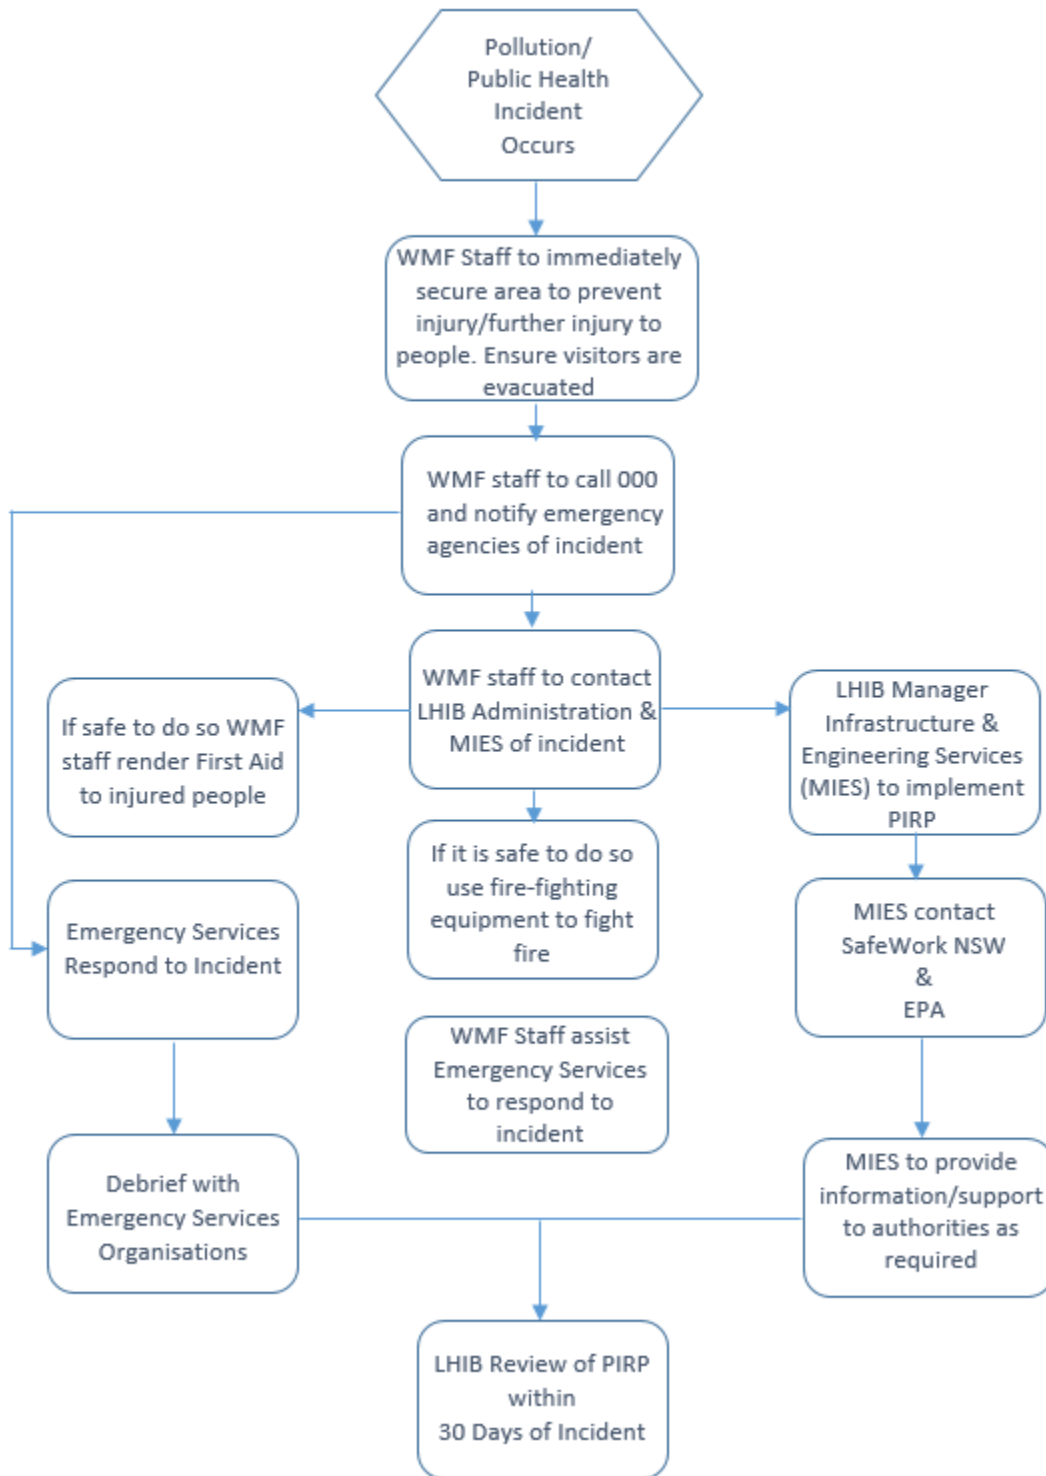 Pollution/
Public Health
Incident
Occurs
WMF Staff to immediately
secure area to prevent
injury/further injury to
people. Ensure visitors are
evacuated
WMF staff to call 000
and notify emergency
agencies of incident
WMF staff to contact
LHIB Administration &
MIES of incident
If safe to do so WMF
staff render First Aid
to injured people
LHIB Manager
Infrastructure &
Engineering Services
(MIES) to implement
PIRP
If it is safe to do so
use fire-fighting
equipment to fight
fire
Emergency Services
Respond to Incident
MIES contact
SafeWork NSW
&
EPA
WMF Staff assist
Emergency Services
to respond to
incident
Debrief with
Emergency Services
Organisations
MIES to provide
information/support
to authorities as
required
LHIB Review of PIRP
within
30 Days of Incident